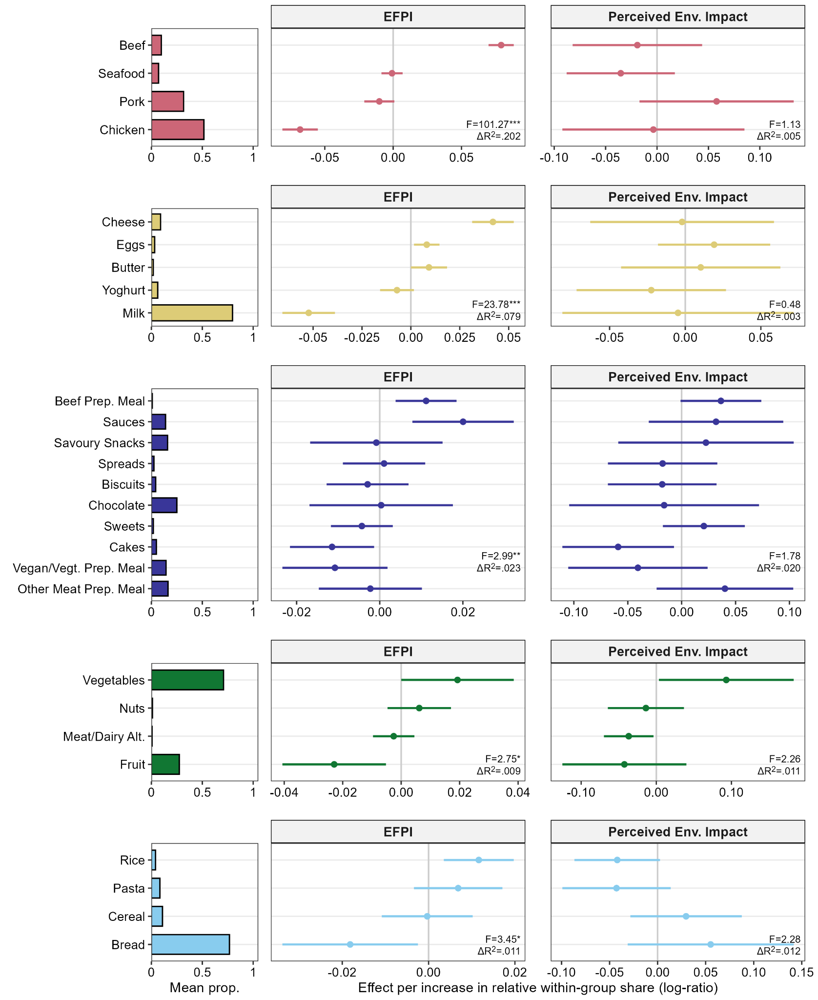 EFPI
Perceived Env. Impact
Beef
Seafood
Pork
Chicken
F=101.27***
ΔR²=.202
F=1.13
ΔR²=.005
0 0.5 1
-0.05 0.00 0.05
-0.10 -0.05 0.00 0.05 0.10
EFPI
Perceived Env. Impact
Cheese
Eggs
Butter
Yoghurt
Milk
F=23.78***
ΔR²=.079
F=0.48
ΔR²=.003
0 0.5 1
-0.05 -0.025 0.00 0.025 0.05
-0.05 0.00 0.05
EFPI
Perceived Env. Impact
Beef Prep. Meal
Sauces
Savoury Snacks
Spreads
Biscuits
Chocolate
Sweets
Cakes
Vegan/Vegt. Prep. Meal
Other Meat Prep. Meal
F=2.99**
ΔR²=.023
F=1.78
ΔR²=.020
0 0.5 1
-0.02 0.00 0.02
-0.10 -0.05 0.00 0.05 0.10
EFPI
Perceived Env. Impact
Vegetables
Nuts
Meat/Dairy Alt.
Fruit
F=2.75*
ΔR²=.009
F=2.26
ΔR²=.011
0 0.5 1
-0.04 -0.02 0.00 0.02 0.04
-0.10 0.00 0.10
EFPI
Perceived Env. Impact
Rice
Pasta
Cereal
Bread
F=3.45*
ΔR²=.011
F=2.28
ΔR²=.012
0 0.5 1
-0.02 0.00 0.02
-0.10 -0.05 0.00 0.05 0.10 0.15
Mean prop.
Effect per increase in relative within-group share (log-ratio)